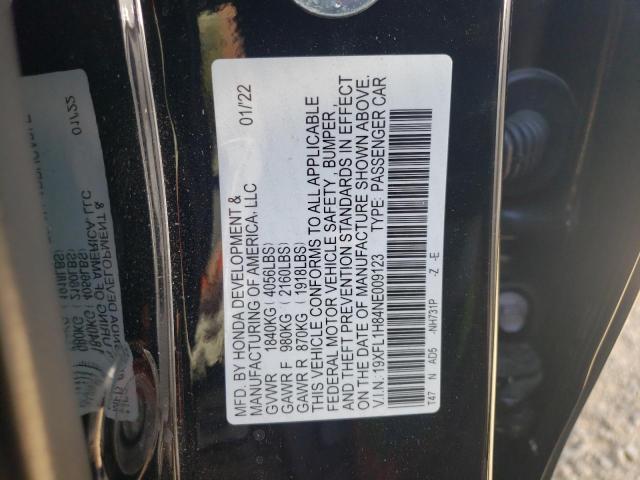 MFD. BY HONDA DEVELOPMENT & 01/'22
MANUFACTURING OF AMERICA, LLC
GVWR 1840KG (4056LBS)
GAWR F 980KG (2160LBS)
GAWR R 870KG (1918LBS)
THIS VEHICLE CONFORMS TO ALL APPLICABLE
FEDERAL MOTOR VEHICLE SAFETY, BUMPER,
AND THEFT PREVENTION STANDARDS IN EFFECT
ON THE DATE OF MANUFACTURE SHOWN ABOVE.
V.I.N.: 19XFL1H84NE009123 TYPE: PASSENGER CAR
T47 N AD5 -NH731P -Z -E